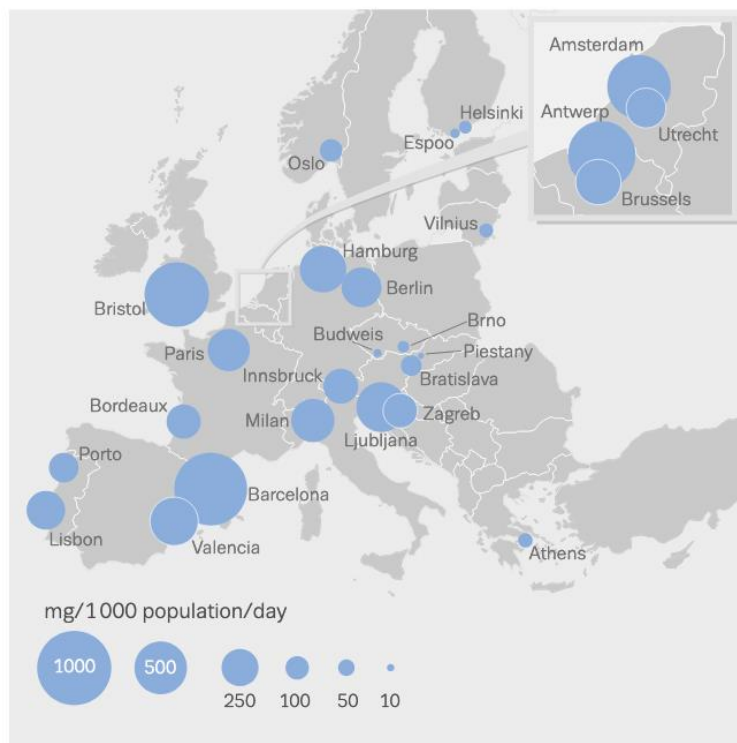 Amsterdam
Antwerp
Utrecht
Brussels
Helsinki
Espoo
Oslo
Vilnius
Hamburg
Berlin
Bristol
Paris
Budweis
Brno
Piestany
Innsbruck
Bratislava
Bordeaux
Milan
Zagreb
Ljubljana
Porto
Barcelona
Lisbon
Valencia
Athens
mg/1000 population/day
1000
500
250
100
50
10